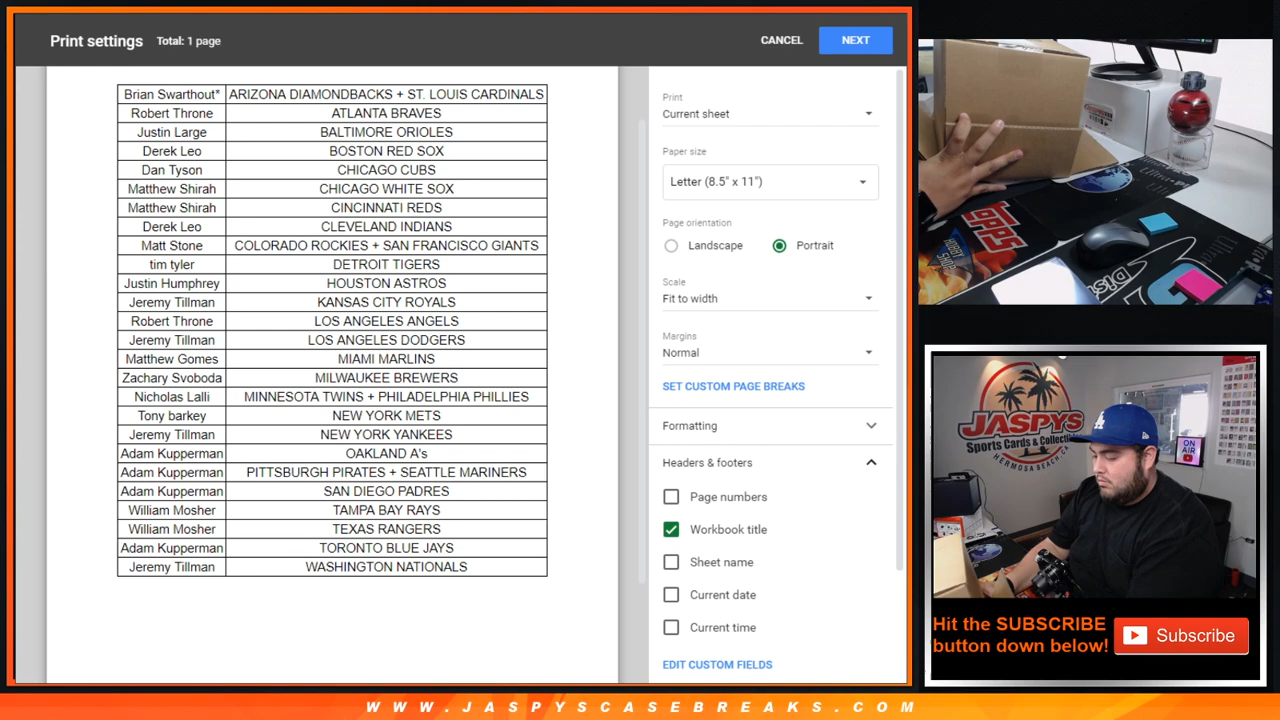 Print settings Total: 1 page CANCEL NEXT
Brian Swarthout* ARIZONA DIAMONDBACKS + ST. LOUIS CARDINALS
Robert Throne ATLANTA BRAVES
Justin Large BALTIMORE ORIOLES
Derek Leo BOSTON RED SOX
Dan Tyson CHICAGO CUBS
Matthew Shirah CHICAGO WHITE SOX
Matthew Shirah CINCINNATI REDS
Derek Leo CLEVELAND INDIANS
Matt Stone COLORADO ROCKIES + SAN FRANCISCO GIANTS
tim tyler DETROIT TIGERS
Justin Humphrey HOUSTON ASTROS
Jeremy Tillman KANSAS CITY ROYALS
Robert Throne LOS ANGELES ANGELS
Jeremy Tillman LOS ANGELES DODGERS
Matthew Gomes MIAMI MARLINS
Zachary Svoboda MILWAUKEE BREWERS
Nicholas Lalli MINNESOTA TWINS + PHILADELPHIA PHILLIES
Tony barkey NEW YORK METS
Jeremy Tillman NEW YORK YANKEES
Adam Kupperman OAKLAND A's
Adam Kupperman PITTSBURGH PIRATES + SEATTLE MARINERS
Adam Kupperman SAN DIEGO PADRES
William Mosher TAMPA BAY RAYS
William Mosher TEXAS RANGERS
Adam Kupperman TORONTO BLUE JAYS
Jeremy Tillman WASHINGTON NATIONALS
Print
Current sheet
Paper size
Letter (8.5" x 11")
Page orientation
Landscape Portrait
Scale
Fit to width
Margins
Normal
SET CUSTOM PAGE BREAKS
Formatting
Headers & footers
Page numbers
Workbook title
Sheet name
Current date
Current time
EDIT CUSTOM FIELDS
TOPPS
HOBBY
SHOP
JASPYS
Sports Cards & Collectibles
HERMOSA BEACH, CA
ON
AIR
LA
Hit the SUBSCRIBE
button down below!
Subscribe
WWW.JASPYSCASEBREAKS.COM